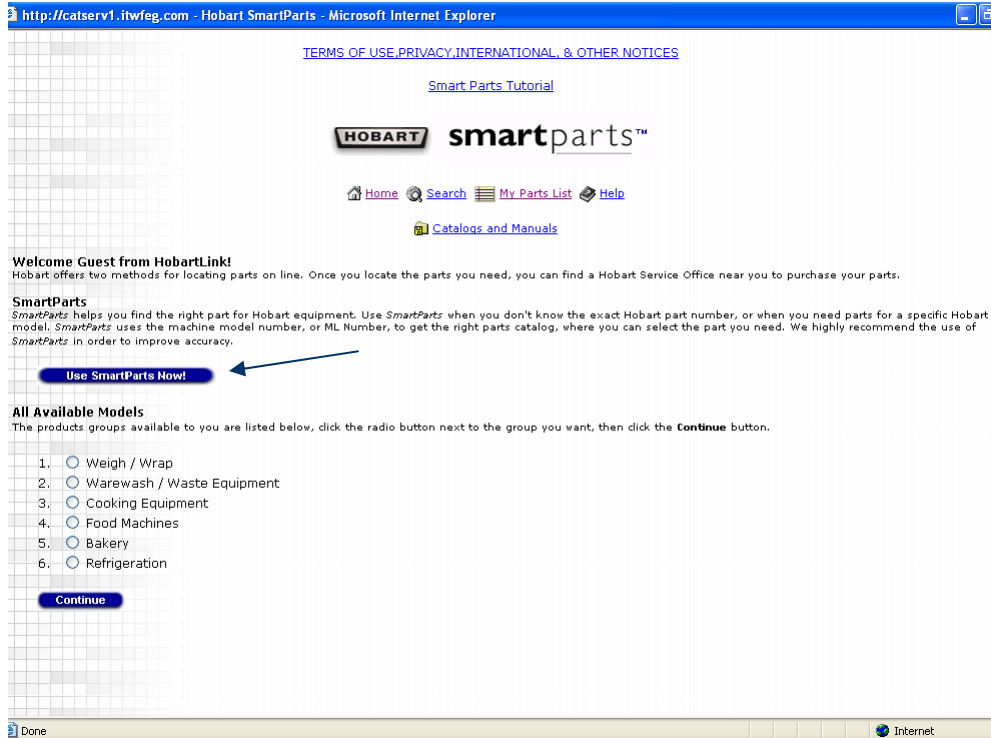 http://catserv1.itwfeg.com - Hobart SmartParts - Microsoft Internet Explorer
TERMS OF USE,PRIVACY,INTERNATIONAL, & OTHER NOTICES
Smart Parts Tutorial
HOBART smartparts™
Home Search My Parts List Help
Catalogs and Manuals
Welcome Guest from HobartLink!
Hobart offers two methods for locating parts on line. Once you locate the parts you need, you can find a Hobart Service Office near you to purchase your parts.
SmartParts
SmartParts helps you find the right part for Hobart equipment. Use SmartParts when you don't know the exact Hobart part number, or when you need parts for a specific Hobart
model. SmartParts uses the machine model number, or ML Number, to get the right parts catalog, where you can select the part you need. We highly recommend the use of
SmartParts in order to improve accuracy.
Use SmartParts Now!
All Available Models
The products groups available to you are listed below, click the radio button next to the group you want, then click the Continue button.
1. Weigh / Wrap
2. Warewash / Waste Equipment
3. Cooking Equipment
4. Food Machines
5. Bakery
6. Refrigeration
Continue
Done Internet